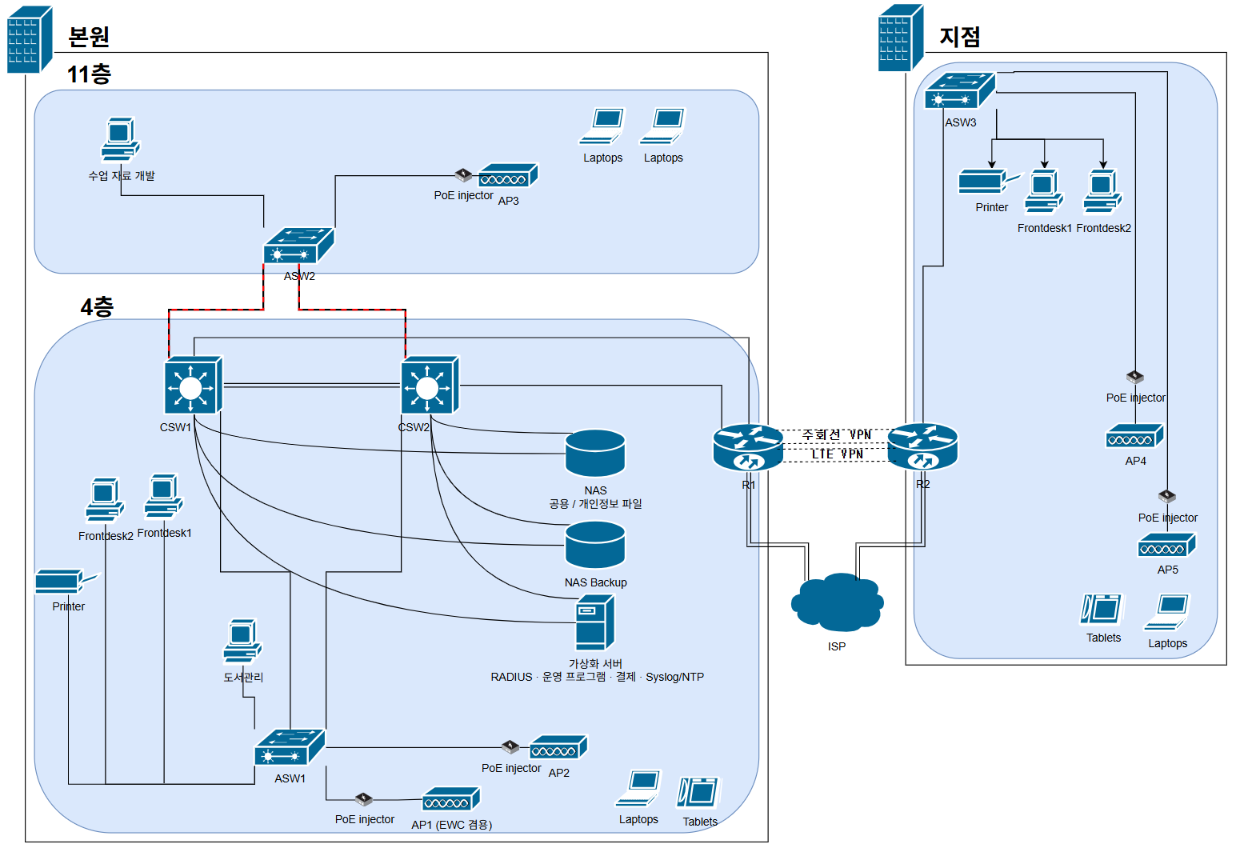 본원
지점
11층
수업 자료 개발
PoE injector
AP3
Laptops
Laptops
ASW2
4층
CSW1
CSW2
NAS
공용 / 개인정보 파일
NAS Backup
가상화 서버
RADIUS · 운영 프로그램 · 결제 · Syslog/NTP
Frontdesk2
Frontdesk1
Printer
도서관리
ASW1
PoE injector
AP2
PoE injector
AP1 (EWC 겸용)
Laptops
Tablets
R1
주회선 VPN
LTE VPN
R2
ISP
ASW3
Printer
Frontdesk1
Frontdesk2
PoE injector
AP4
PoE injector
AP5
Tablets
Laptops